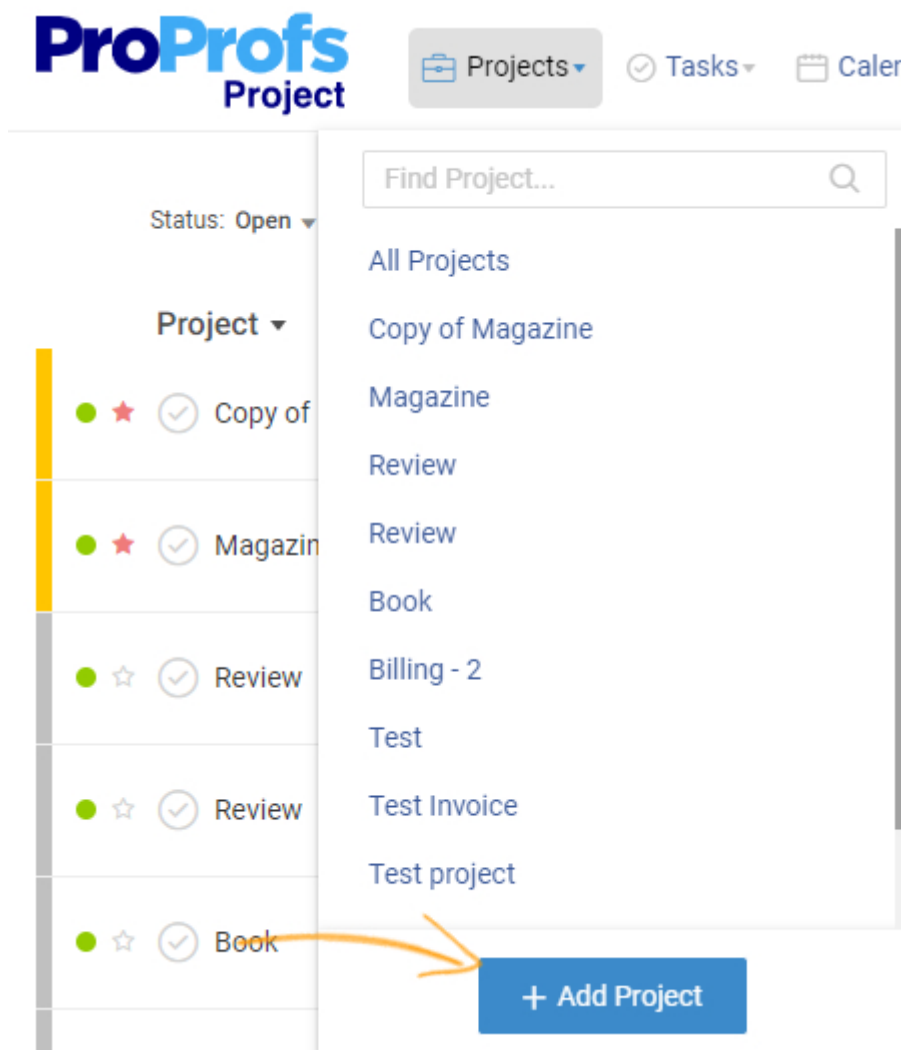 ProProfs
Project
Projects
Tasks
Caler
Find Project...
Status: Open
All Projects
Project
Copy of Magazine
Magazine
Copy of
Review
Review
Magazin
Book
Billing - 2
Review
Test
Test Invoice
Review
Test project
Book
+ Add Project